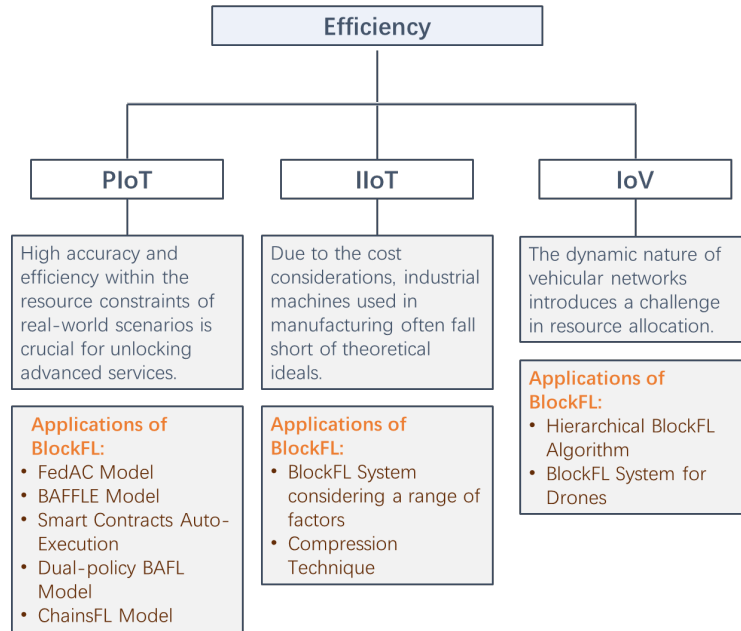 Efficiency
PIoT
High accuracy and
efficiency within the
resource constraints of
real-world scenarios is
crucial for unlocking
advanced services.
Applications of
BlockFL:
• FedAC Model
• BAFFLE Model
• Smart Contracts Auto-
Execution
• Dual-policy BAFL
Model
• ChainsFL Model
IIoT
Due to the cost
considerations, industrial
machines used in
manufacturing often fall
short of theoretical
ideals.
Applications of
BlockFL:
• BlockFL System
considering a range of
factors
• Compression
Technique
IoV
The dynamic nature of
vehicular networks
introduces a challenge
in resource allocation.
Applications of
BlockFL:
• Hierarchical BlockFL
Algorithm
• BlockFL System for
Drones